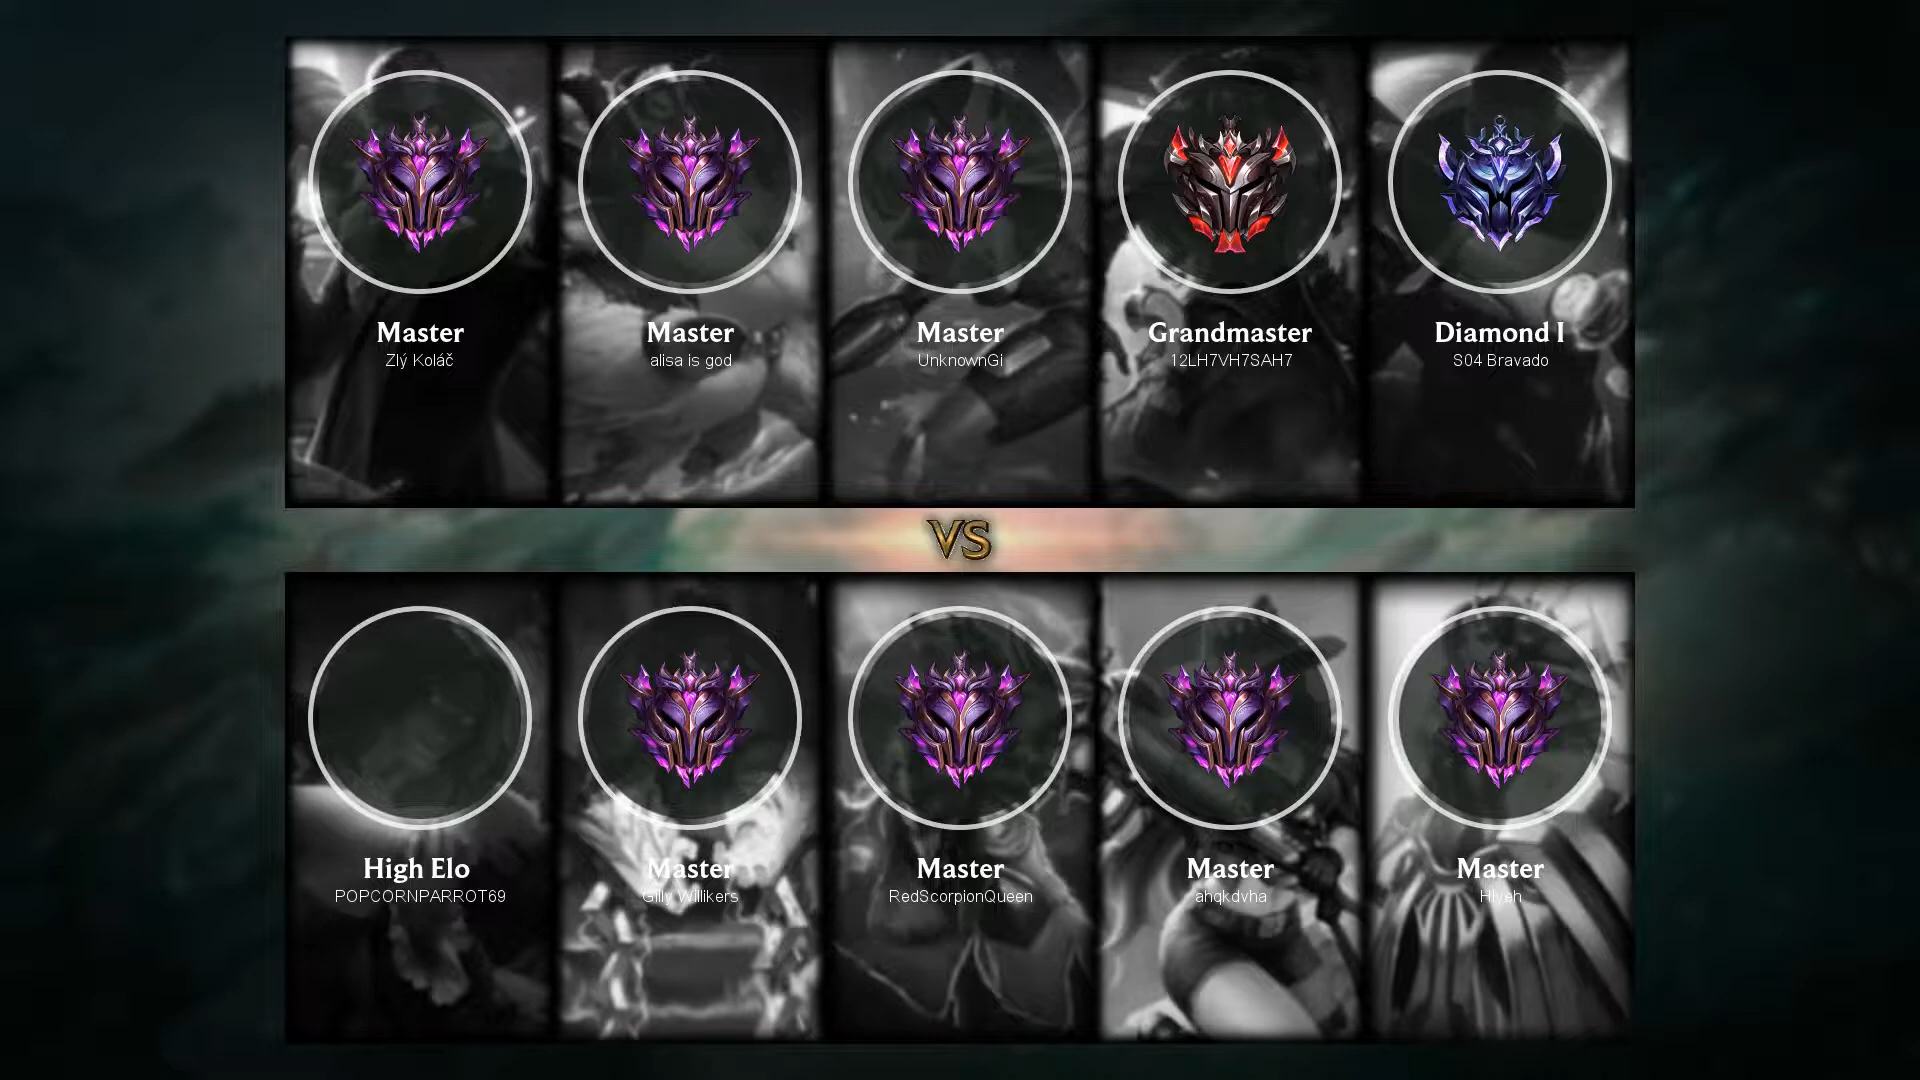 Master
Zlý Koláč
Master
alisa is god
Master
UnknownGi
Grandmaster
12LH7VH7SAH7
Diamond I
S04 Bravado
VS
High Elo
POPCORNPARROT69
Master
Gilly Willikers
Master
RedScorpionQueen
Master
ahqkdvha
Master
Hiyeh